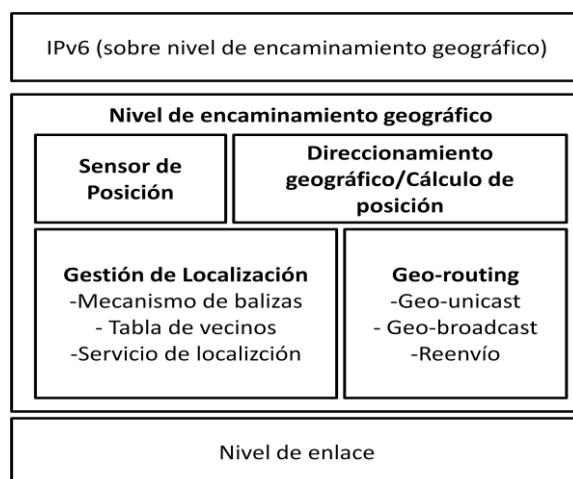 IPv6 (sobre nivel de encaminamiento geográfico)
Nivel de encaminamiento geográfico
Sensor de
Posición
Direccionamiento
geográfico/Cálculo de
posición
Gestión de Localización
-Mecanismo de balizas
- Tabla de vecinos
-Servicio de localizción
Geo-routing
-Geo-unicast
- Geo-broadcast
-Reenvío
Nivel de enlace